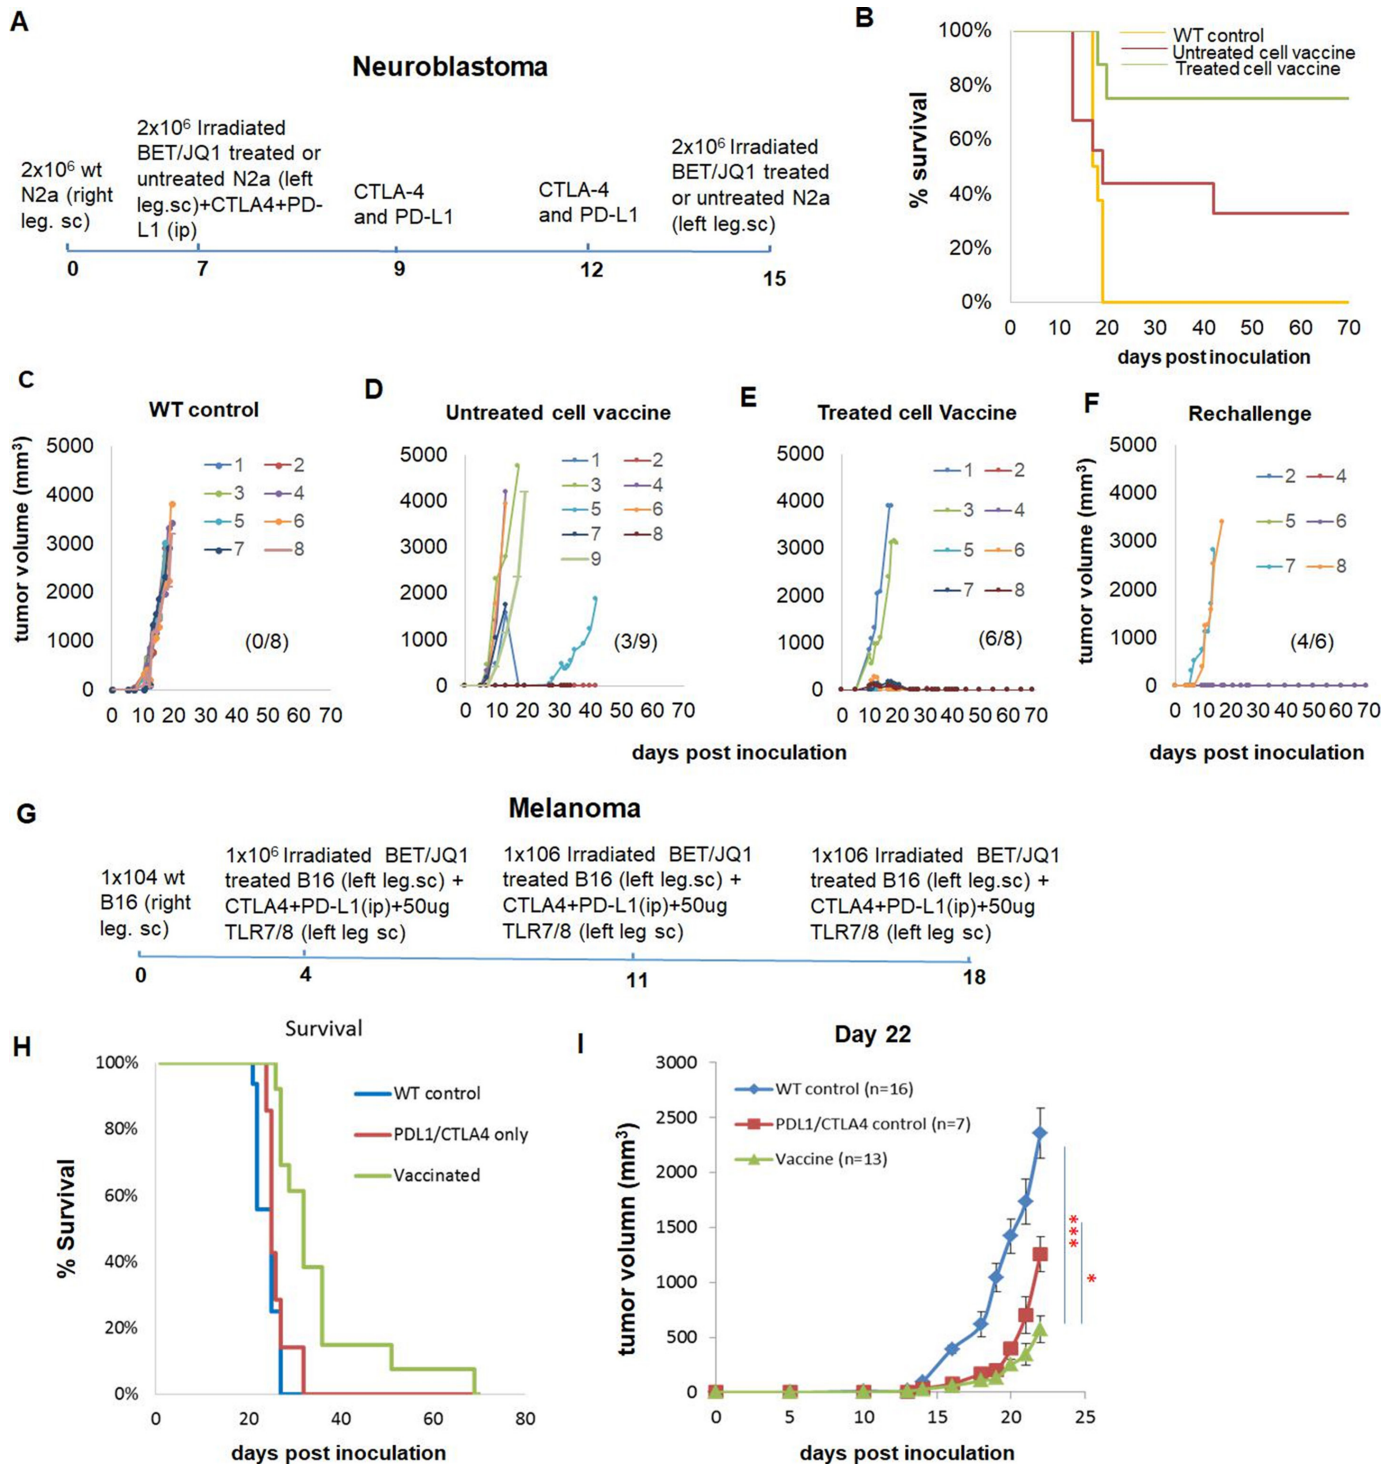 A
Neuroblastoma
2x10⁶ wt
N2a (right
leg. sc)
2x10⁶ Irradiated
BET/JQ1 treated or
untreated N2a (left
leg.sc)+CTLA4+PD-
L1 (ip)
CTLA-4
and PD-L1
CTLA-4
and PD-L1
2x10⁶ Irradiated
BET/JQ1 treated
or untreated N2a
(left leg.sc)
0 7 9 12 15
B
% survival
100%
80%
60%
40%
20%
0%
WT control
Untreated cell vaccine
Treated cell vaccine
0 10 20 30 40 50 60 70
days post inoculation
C
WT control
tumor volume (mm³)
5000
4000
3000
2000
1000
0
1 2
3 4
5 6
7 8
(0/8)
0 10 20 30 40 50 60 70
D
Untreated cell vaccine
5000
4000
3000
2000
1000
0
1 2
3 4
5 6
7 8
9
(3/9)
0 10 20 30 40 50 60 70
E
Treated cell Vaccine
5000
4000
3000
2000
1000
0
1 2
3 4
5 6
7 8
(6/8)
0 10 20 30 40 50 60 70
days post inoculation
F
Rechallenge
tumor volume (mm³)
5000
4000
3000
2000
1000
0
2 4
5 6
7 8
(4/6)
0 10 20 30 40 50 60 70
days post inoculation
G
Melanoma
1x104 wt
B16 (right
leg. sc)
1x10⁶ Irradiated BET/JQ1
treated B16 (left leg.sc) +
CTLA4+PD-L1(ip)+50ug
TLR7/8 (left leg sc)
1x106 Irradiated BET/JQ1
treated B16 (left leg.sc) +
CTLA4+PD-L1(ip)+50ug
TLR7/8 (left leg sc)
1x106 Irradiated BET/JQ1
treated B16 (left leg.sc) +
CTLA4+PD-L1(ip)+50ug
TLR7/8 (left leg sc)
0 4 11 18
H
Survival
% Survival
100%
80%
60%
40%
20%
0%
WT control
PDL1/CTLA4 only
Vaccinated
0 20 40 60 80
days post inoculation
I
Day 22
tumor volumn (mm³)
3000
2500
2000
1500
1000
500
0
WT control (n=16)
PDL1/CTLA4 control (n=7)
Vaccine (n=13)
***
*
0 5 10 15 20 25
days post inoculation